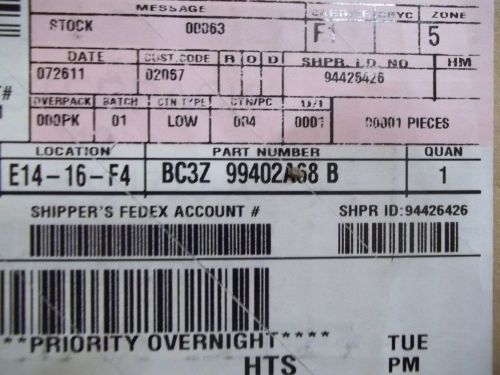 MESSAGE CARRIER CRYC ZONE
STOCK 00063 F1 5
DATE CUST.CODE R O D SHPR. I.D. NO HM
072611 02067 94426426
OVERPACK BATCH CTN TYPE CTN/PC
000PK 01 LOW 004 0001 00001 PIECES
LOCATION PART NUMBER QUAN
E14-16-F4 BC3Z 99402A68 B 1
SHIPPER'S FEDEX ACCOUNT # SHPR ID:94426426
**PRIORITY OVERNIGHT**** TUE
HTS PM